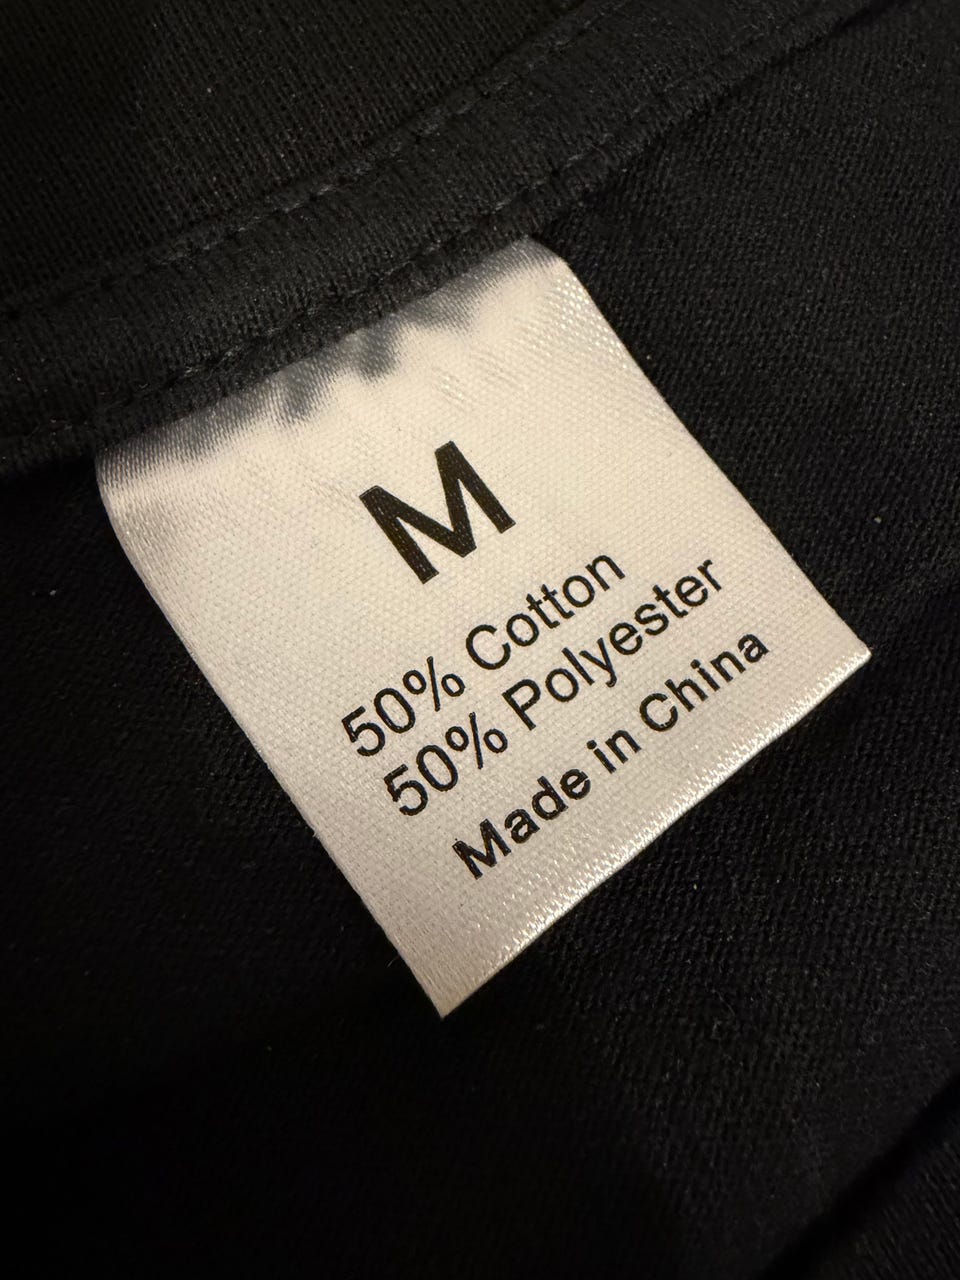 M
50% Cotton
50% Polyester
Made in China